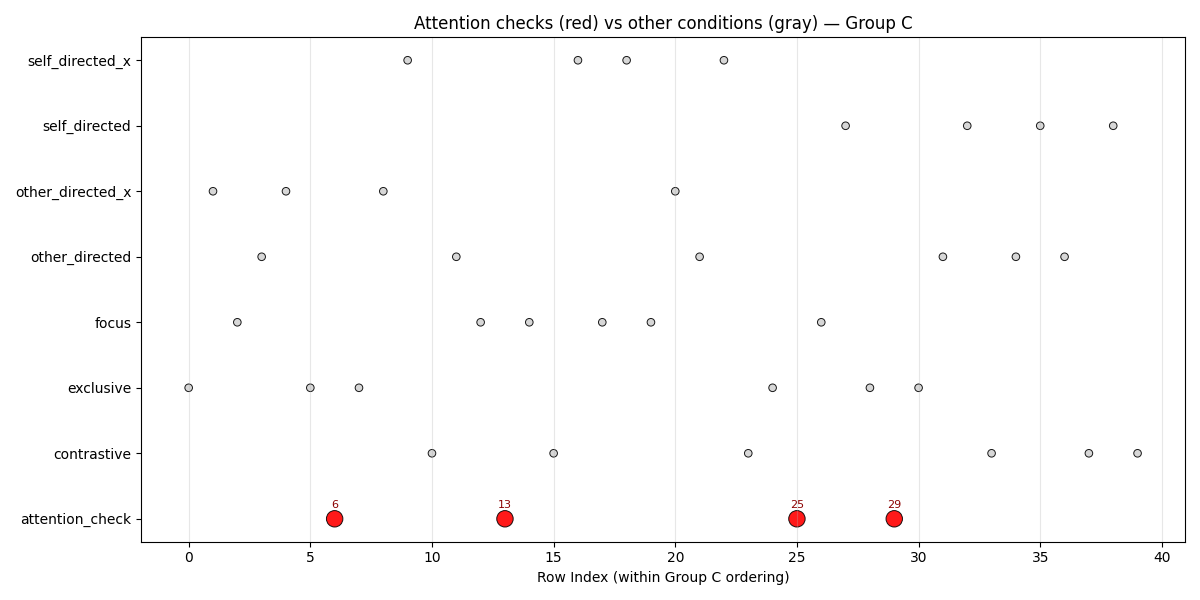 Attention checks (red) vs other conditions (gray) — Group C
self_directed_x
self_directed
other_directed_x
other_directed
focus
exclusive
contrastive
attention_check
6 13 25 29
0 5 10 15 20 25 30 35 40
Row Index (within Group C ordering)